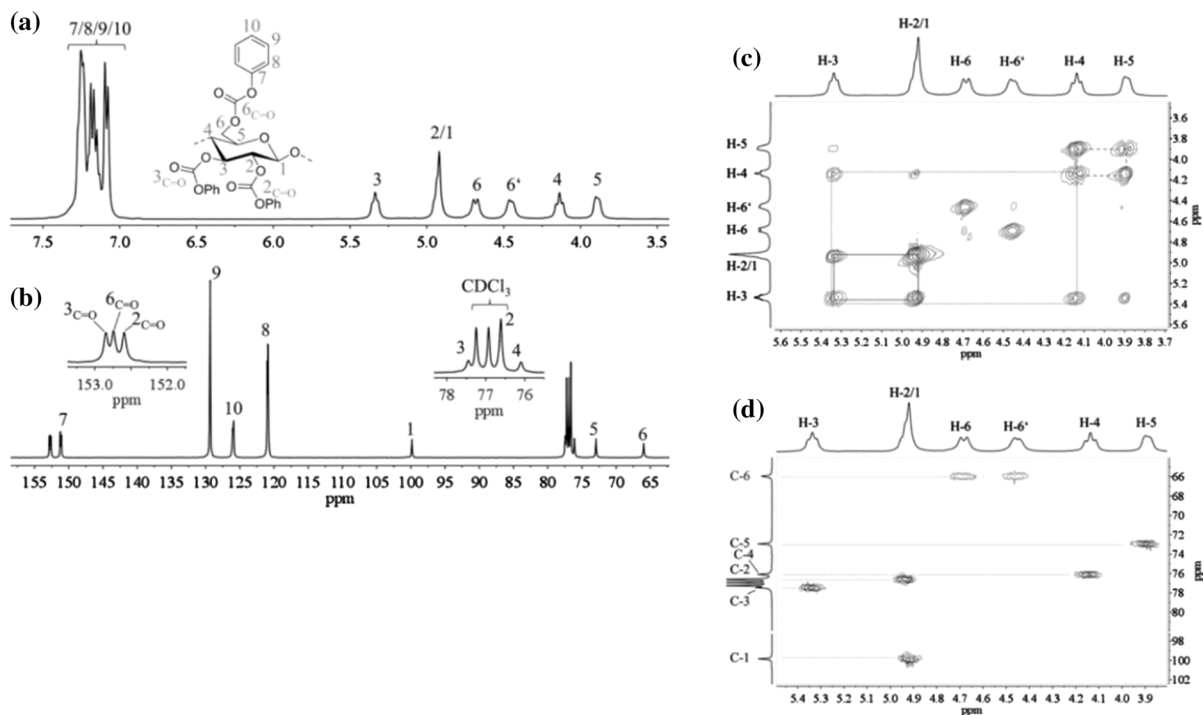 (a)
7/8/9/10
10
9
8
7
O
O
6 C=O
O
6
4
5
O
O
O
3
2
1
O
O
3 C=O
OPh
O
2 C=O
OPh
3
2/1
6
6'
4
5
7.5 7.0 6.0 5.5 5.0 4.5 4.0 3.5
(b)
3 C=O
6 C=O
2 C=O
153.0 152.0
ppm
9
8
10
7
CDCl3
3
2
4
78 77 76
ppm
1
5
6
155 150 145 140 135 130 125 120 115 110 105 100 95 90 85 80 75 70 65
ppm
(c)
H-3
H-2/1
H-6
H-6'
H-4
H-5
H-5
H-4
H-6'
H-6
H-2/1
H-3
3.6
3.8
4.0
4.2
4.4
4.6
4.8
5.0
5.2
5.4
5.6
ppm
5.6 5.5 5.4 5.3 5.2 5.1 5.0 4.9 4.8 4.7 4.6 4.5 4.4 4.3 4.2 4.1 4.0 3.9 3.8 3.7
ppm
(d)
H-3
H-2/1
H-6
H-6'
H-4
H-5
C-6
C-5
C-4
C-2
C-3
C-1
66
68
70
72
74
76
78
80
98
100
102
ppm
5.4 5.3 5.2 5.1 5.0 4.9 4.8 4.7 4.6 4.5 4.4 4.3 4.2 4.1 4.0 3.9
ppm